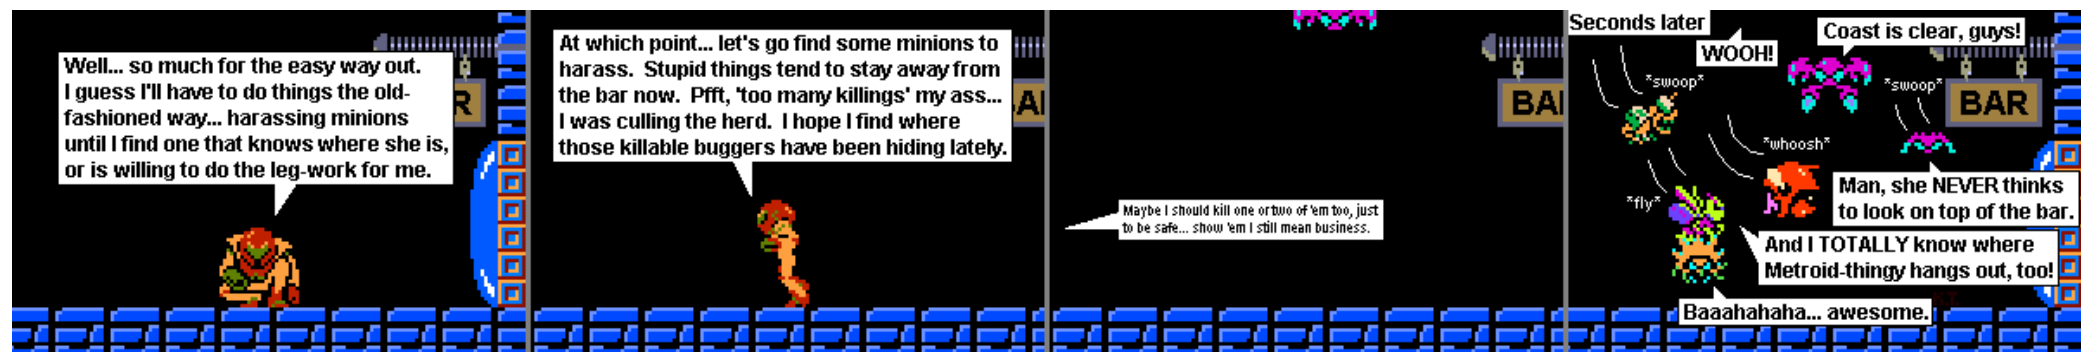 Well... so much for the easy way out.
I guess I'll have to do things the old-
fashioned way... harassing minions
until I find one that knows where she is,
or is willing to do the leg-work for me.
R
At which point... let's go find some minions to
harass. Stupid things tend to stay away from
the bar now. Pfft, 'too many killings' my ass...
I was culling the herd. I hope I find where
those killable buggers have been hiding lately.
BA
Maybe I should kill one or two of 'em too, just
to be safe... show 'em I still mean business.
BA
Seconds later
WOOH!
Coast is clear, guys!
*swoop*
*swoop*
BAR
*whoosh*
Man, she NEVER thinks
to look on top of the bar.
*fly*
And I TOTALLY know where
Metroid-thingy hangs out, too!
Baaahahaha... awesome.